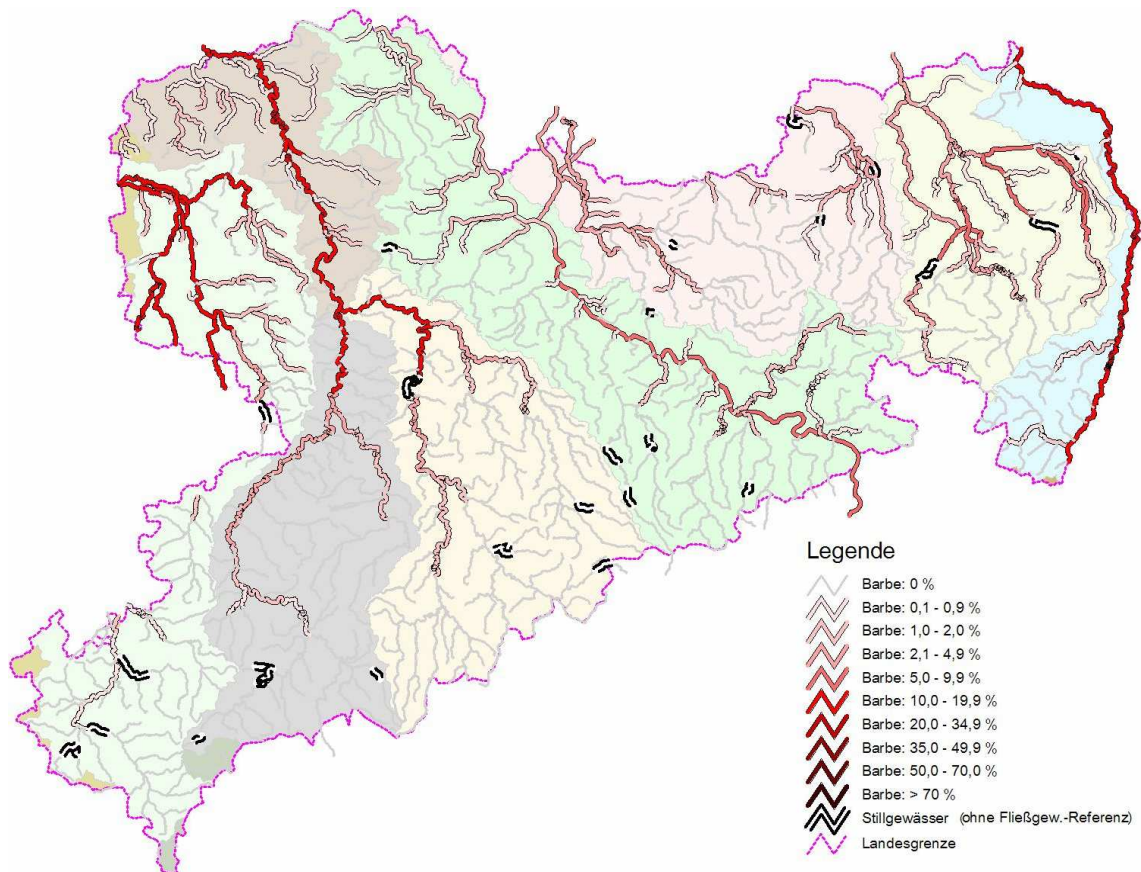 Legende
Barbe: 0 %
Barbe: 0,1 - 0,9 %
Barbe: 1,0 - 2,0 %
Barbe: 2,1 - 4,9 %
Barbe: 5,0 - 9,9 %
Barbe: 10,0 - 19,9 %
Barbe: 20,0 - 34,9 %
Barbe: 35,0 - 49,9 %
Barbe: 50,0 - 70,0 %
Barbe: > 70 %
Stillgewässer (ohne Fließgew.-Referenz)
Landesgrenze